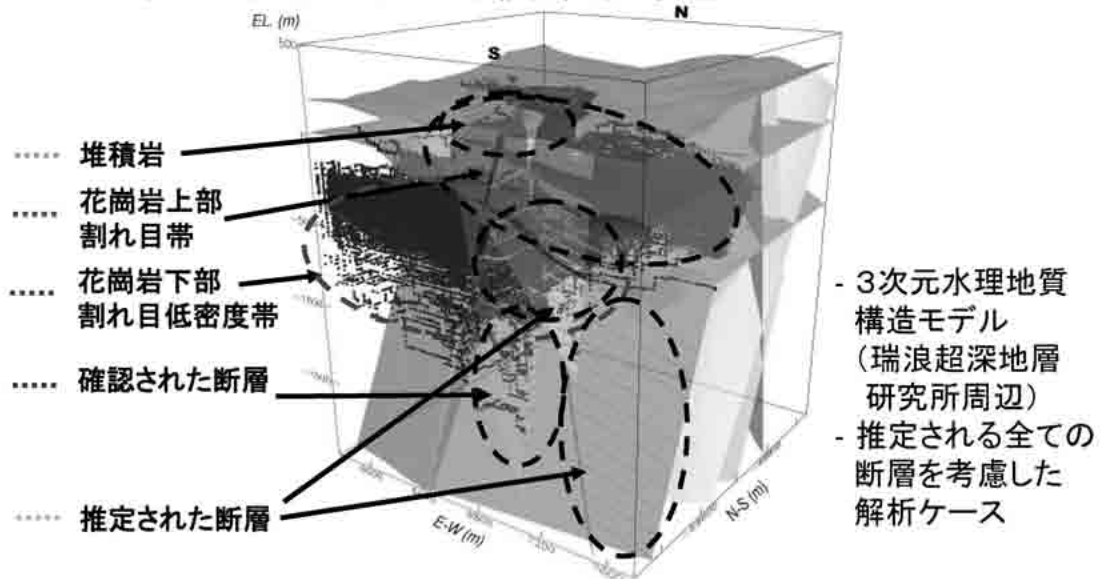 N
EL. (m)
500
S
堆積岩
花崗岩上部
割れ目帯
花崗岩下部
割れ目低密度帯
確認された断層
推定された断層
E-W (m)
N-S (m)
- 3次元水理地質
構造モデル
(瑞浪超深地層
研究所周辺)
- 推定される全ての
断層を考慮した
解析ケース